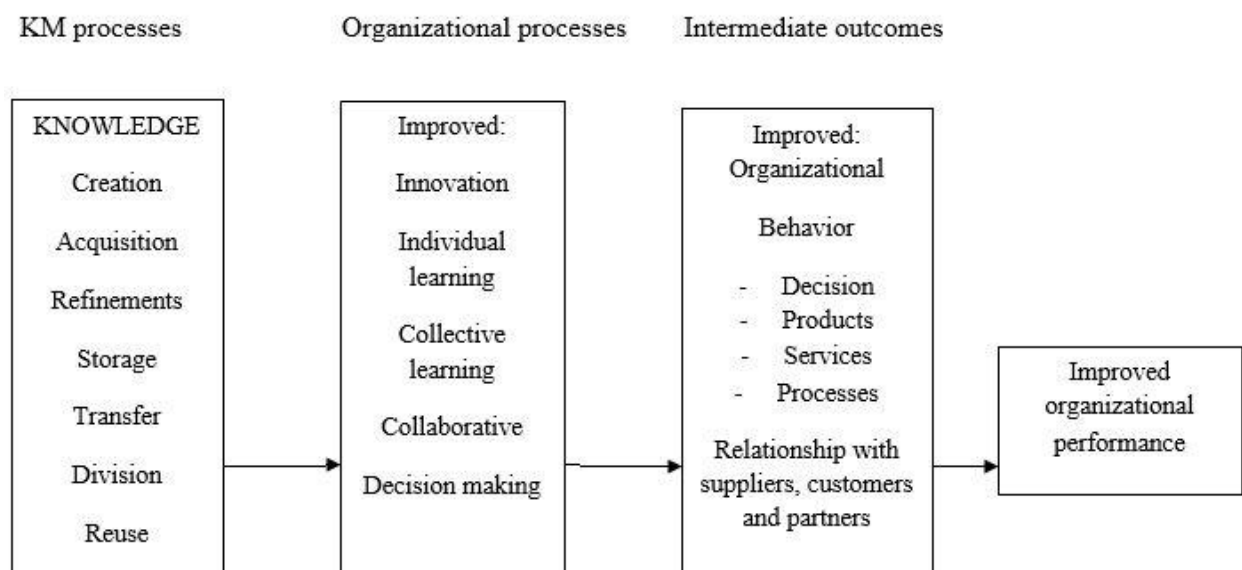 KM processes
Organizational processes
Intermediate outcomes
KNOWLEDGE
Creation
Acquisition
Refinements
Storage
Transfer
Division
Reuse
Improved:
Innovation
Individual
learning
Collective
learning
Collaborative
Decision making
Improved:
Organizational
Behavior
- Decision
- Products
- Services
- Processes
Relationship with
suppliers, customers
and partners
Improved
organizational
performance